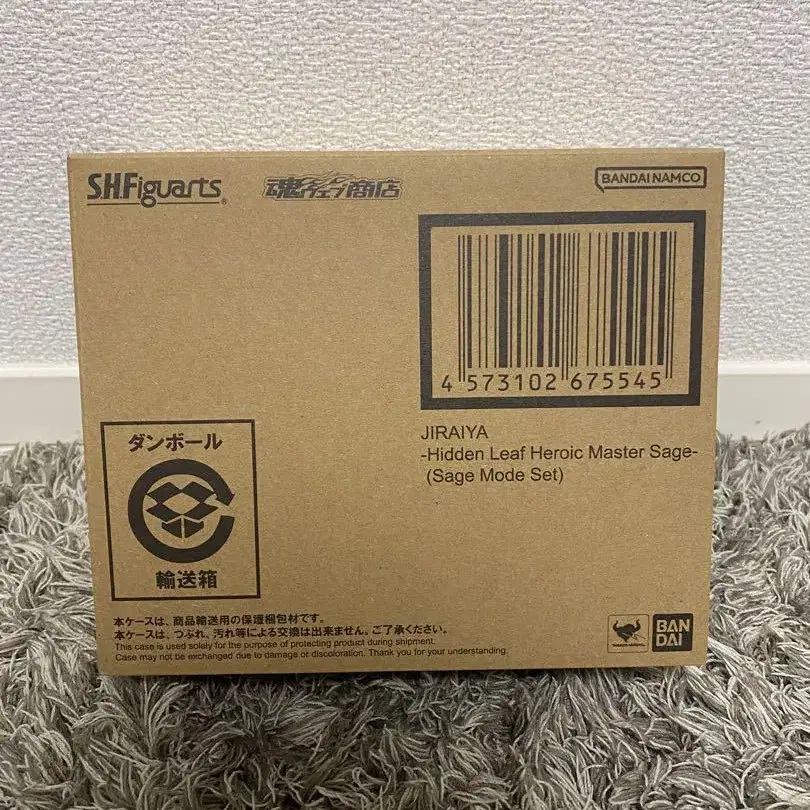 S.H.Figuarts®
魂ウェブ商店
BANDAI NAMCO
4 573102 675545
JIRAIYA
-Hidden Leaf Heroic Master Sage-
(Sage Mode Set)
ダンボール
輸送箱
本ケースは、商品輸送用の保護梱包材です。
本ケースは、つぶれ、汚れ等による交換は出来ません。ご了承ください。
This case is used solely for the purpose of protecting product during shipment.
Case may not be exchanged due to damage or discoloration. Thank you for your understanding.
BAN
DAI